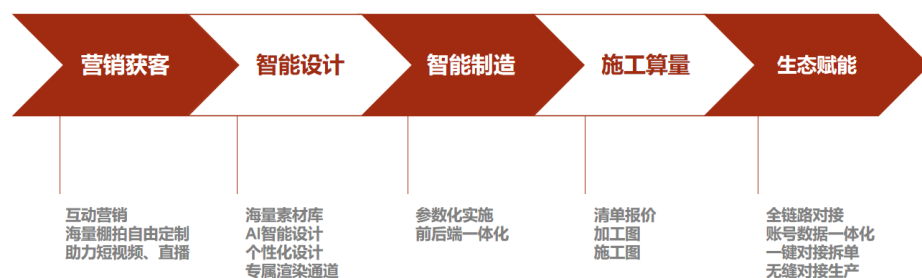 营销获客
智能设计
智能制造
施工算量
生态赋能
互动营销
海量棚拍自由定制
助力短视频、直播
海量素材库
AI智能设计
个性化设计
专属渲染通道
参数化实施
前后端一体化
清单报价
加工图
施工图
全链路对接
账号数据一体化
一键对接拆单
无缝对接生产